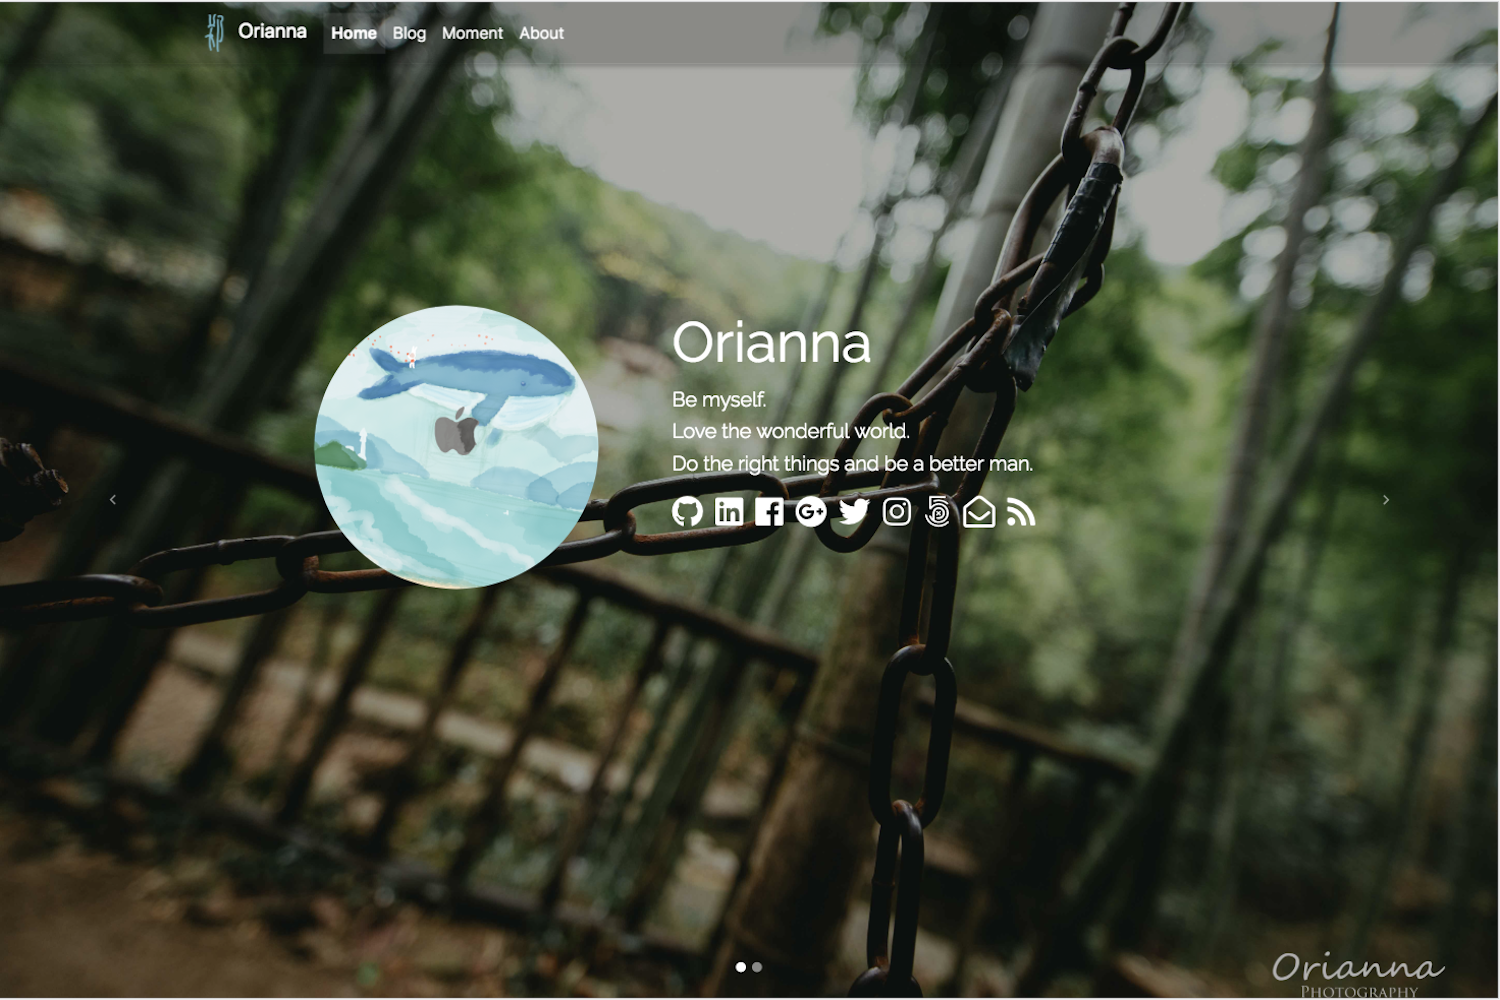 Orianna
Home Blog Moment About
Orianna
Be myself.
Love the wonderful world.
Do the right things and be a better man.
Orianna
PHOTOGRAPHY